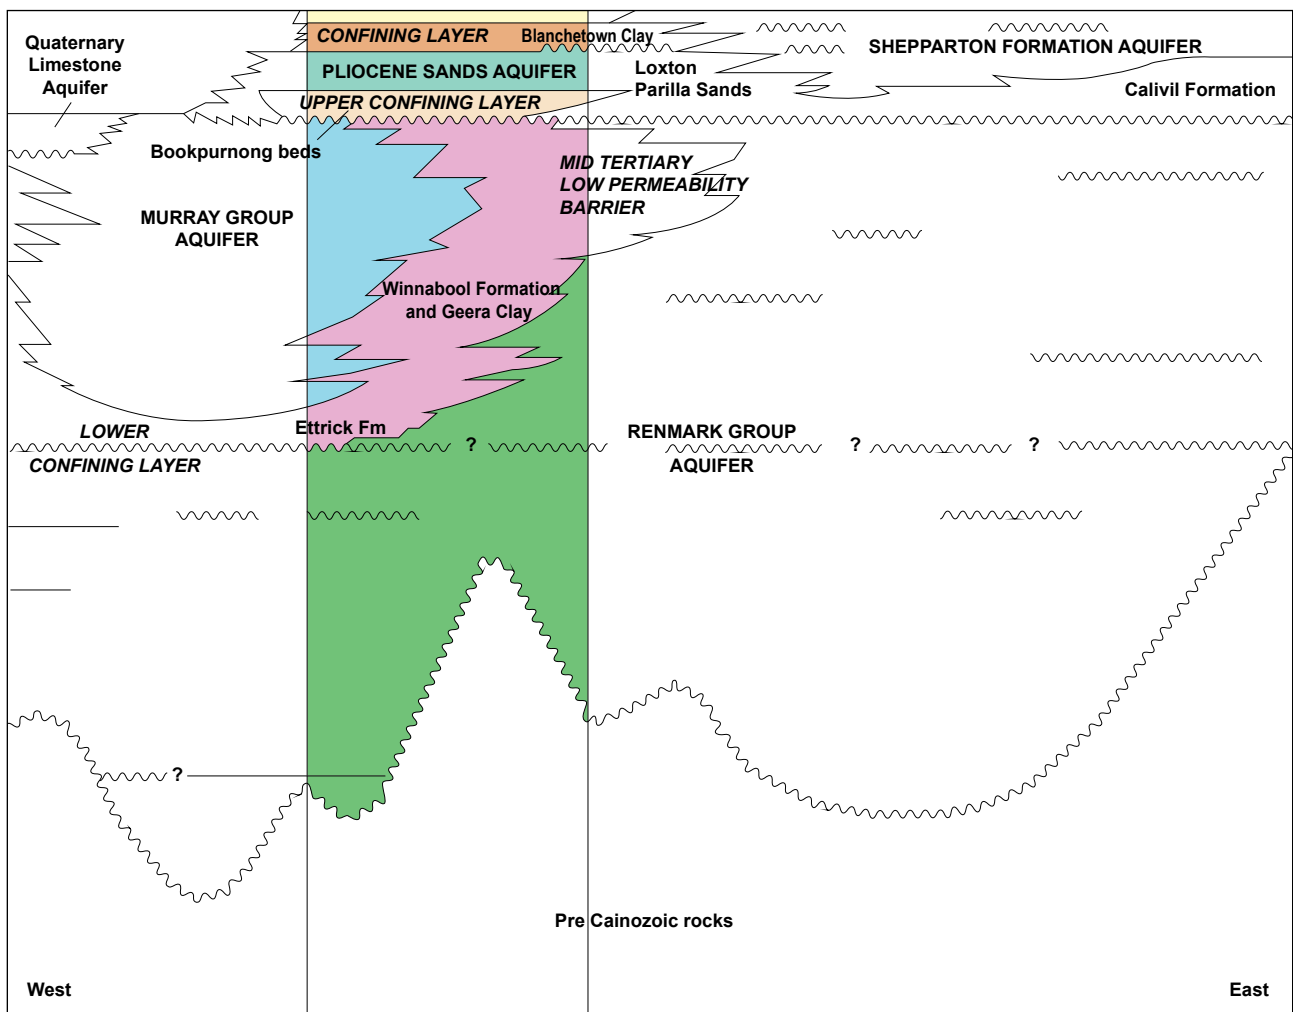 CONFINING LAYER
Blanchetown Clay
Quaternary
Limestone
Aquifer
SHEPPARTON FORMATION AQUIFER
PLIOCENE SANDS AQUIFER
Loxton
Parilla Sands
Calivil Formation
UPPER CONFINING LAYER
Bookpurnong beds
MID TERTIARY
LOW PERMEABILITY
BARRIER
MURRAY GROUP
AQUIFER
Winnabool Formation
and Geera Clay
Ettrick Fm
LOWER
CONFINING LAYER
?
RENMARK GROUP
AQUIFER
?
?
?
Pre Cainozoic rocks
West
East